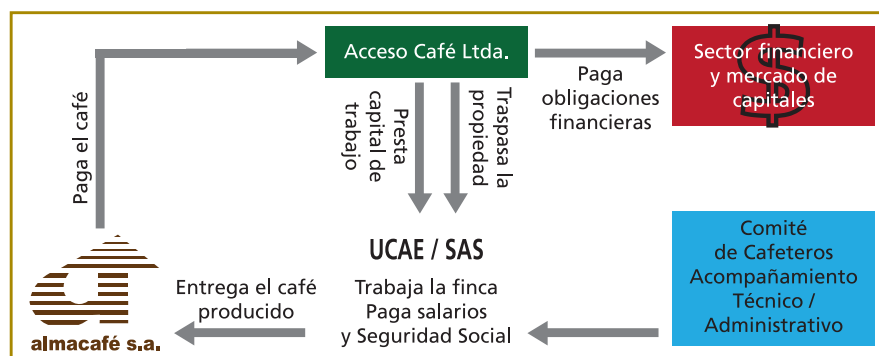 Acceso Café Ltda.
Sector financiero
y mercado de
capitales
$
Paga
obligaciones
financieras
Paga el café
Presta
capital de
trabajo
Traspasa la
propiedad
UCAE / SAS
Trabaja la finca
Paga salarios
y Seguridad Social
Comité
de Cafeteros
Acompañamiento
Técnico /
Administrativo
Entrega el café
producido
almacafé s.a.